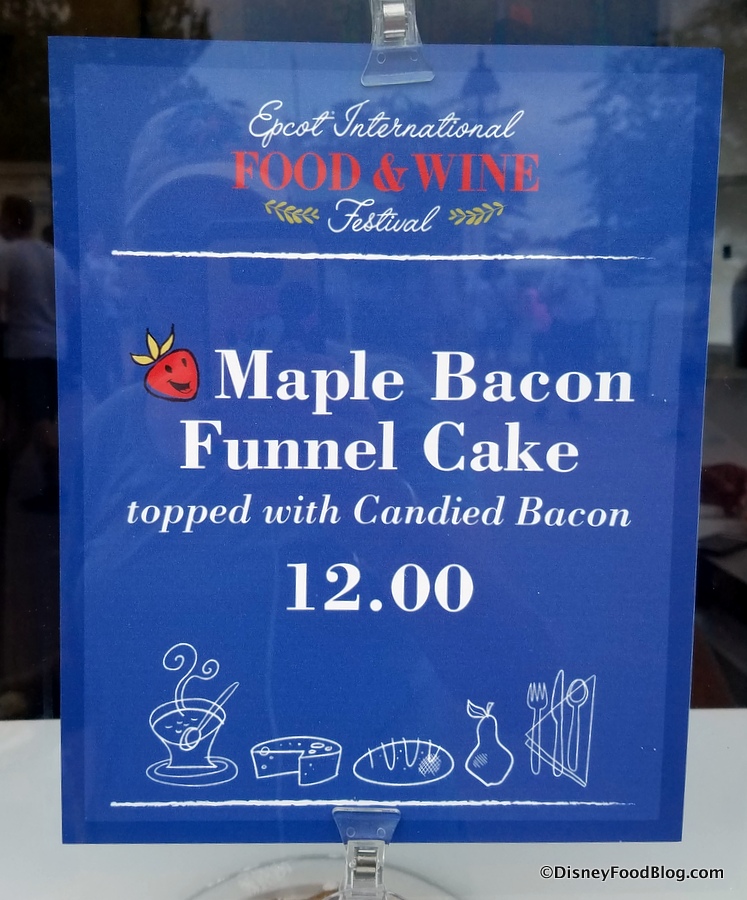 Epcot International
FOOD & WINE
Festival
Maple Bacon
Funnel Cake
topped with Candied Bacon
12.00
©DisneyFoodBlog.com